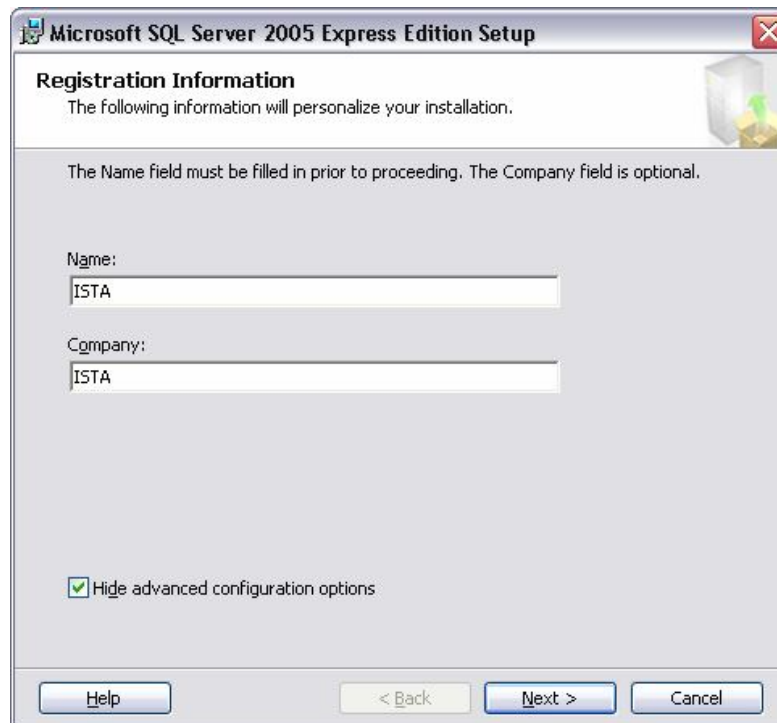 Microsoft SQL Server 2005 Express Edition Setup
Registration Information
The following information will personalize your installation.
The Name field must be filled in prior to proceeding. The Company field is optional.
Name:
ISTA
Company:
ISTA
Hide advanced configuration options
Help
< Back
Next >
Cancel